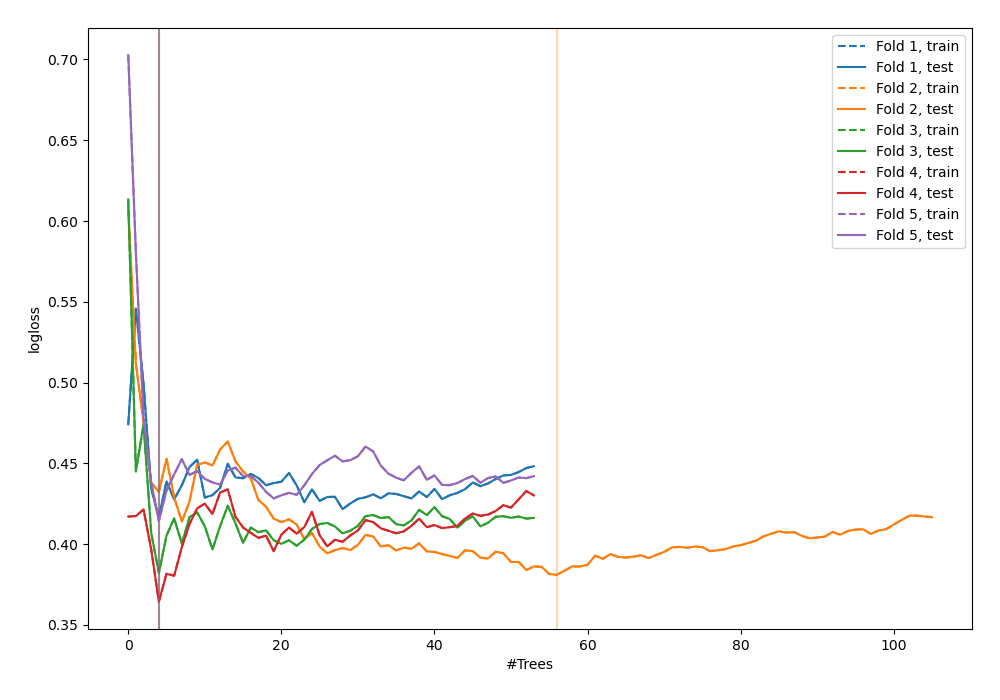 0.70
0.65
0.60
0.55
0.50
0.45
0.40
0.35
logloss
0
20
40
60
80
100
#Trees
Fold 1, train
Fold 1, test
Fold 2, train
Fold 2, test
Fold 3, train
Fold 3, test
Fold 4, train
Fold 4, test
Fold 5, train
Fold 5, test